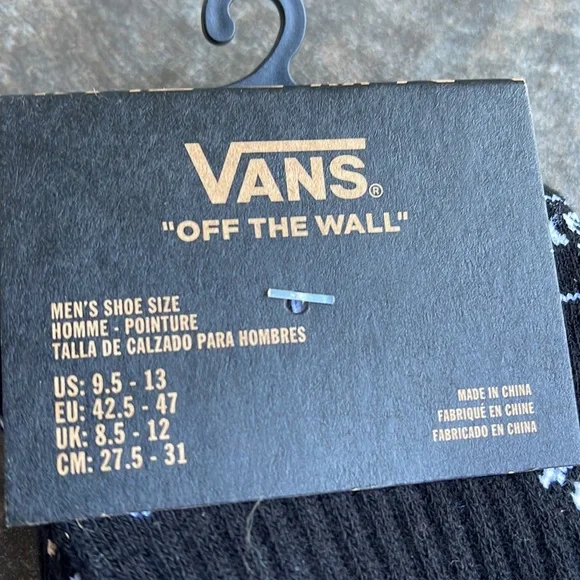 VANS®
"OFF THE WALL"
MEN'S SHOE SIZE
HOMME - POINTURE
TALLA DE CALZADO PARA HOMBRES
US: 9.5 - 13
EU: 42.5 - 47
UK: 8.5 - 12
CM: 27.5 - 31
MADE IN CHINA
FABRIQUÉ EN CHINE
FABRICADO EN CHINA